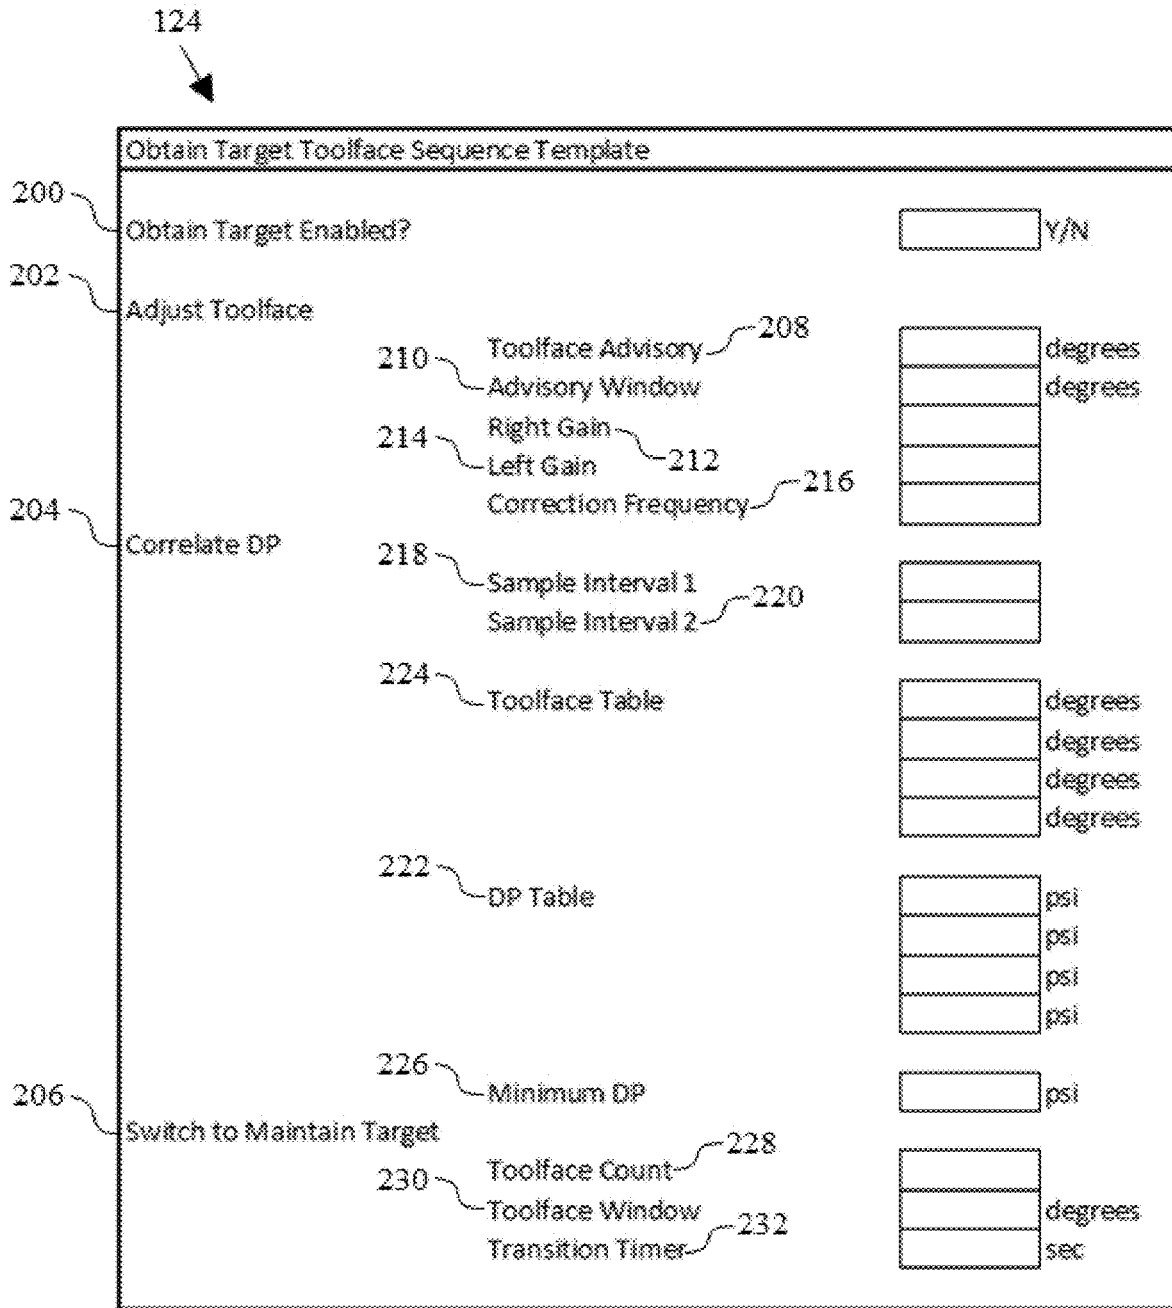 124
Obtain Target Toolface Sequence Template
200
Obtain Target Enabled? Y/N
202
Adjust Toolface
208
Toolface Advisory degrees
210
Advisory Window degrees
Right Gain
212
214
Left Gain
216
Correction Frequency
204
Correlate DP
218
Sample Interval 1
220
Sample Interval 2
224
Toolface Table degrees
degrees
degrees
degrees
222
DP Table psi
psi
psi
psi
226
Minimum DP psi
206
Switch to Maintain Target
228
Toolface Count
230
Toolface Window degrees
232
Transition Timer sec